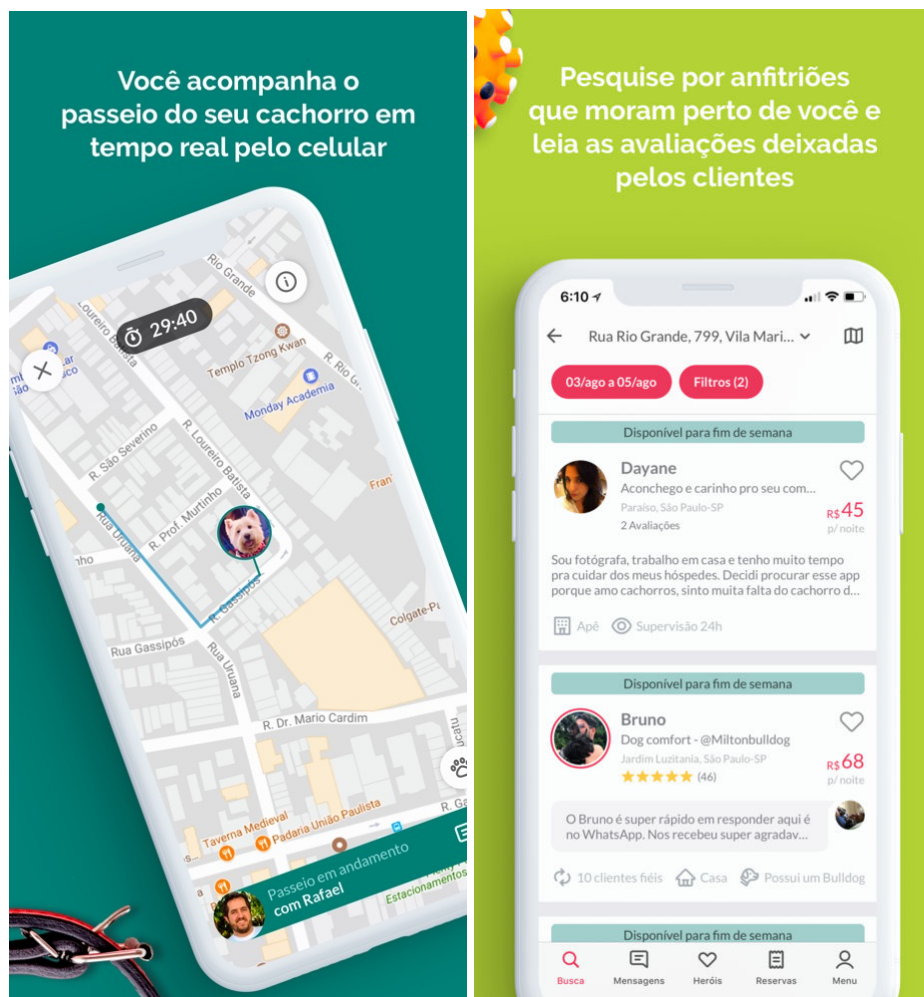 Você acompanha o
passeio do seu cachorro em
tempo real pelo celular
29:40
Rio Grande
Loureiro Batista
Templo Tzong Kwan
Monday Academia
R. São Severino
R. Loureiro Batista
R. Prof. Murtinho
Rua Uruana
R. Gassipós
Rua Gassipós
Rua Uruana
R. Dr. Mario Cardim
Taverna Medieval
Padaria União Paulista
Passeio em andamento
com Rafael
Estacionamentos
Pesquise por anfitriões
que moram perto de você e
leia as avaliações deixadas
pelos clientes
6:10
Rua Rio Grande, 799, Vila Mari...
03/ago a 05/ago
Filtros (2)
Disponível para fim de semana
Dayane
Aconchego e carinho pro seu com...
Paraíso, São Paulo-SP
2 Avaliações
R$45
p/ noite
Sou fotógrafa, trabalho em casa e tenho muito tempo
pra cuidar dos meus hóspedes. Decidi procurar esse app
porque amo cachorros, sinto muita falta do cachorro d...
Apê
Supervisão 24h
Disponível para fim de semana
Bruno
Dog comfort - @Miltonbulldog
Jardim Luzitania, São Paulo-SP
(46)
R$68
p/ noite
O Bruno é super rápido em responder aqui é
no WhatsApp. Nos recebeu super agradav...
10 clientes fiéis
Casa
Possui um Bulldog
Disponível para fim de semana
Busca
Mensagens
Heróis
Reservas
Menu